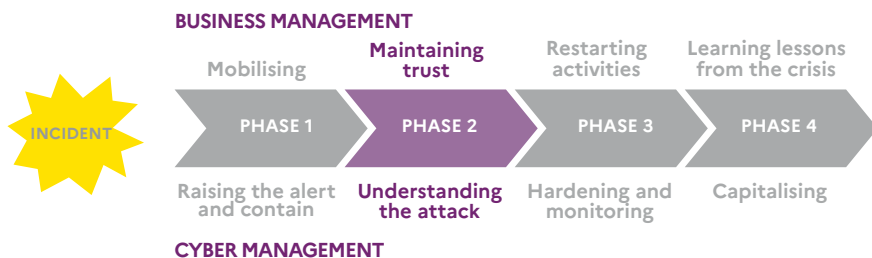 BUSINESS MANAGEMENT
Mobilising
Maintaining
trust
Restarting
activities
Learning lessons
from the crisis
INCIDENT
PHASE 1
PHASE 2
PHASE 3
PHASE 4
Raising the alert
and contain
Understanding
the attack
Hardening and
monitoring
Capitalising
CYBER MANAGEMENT